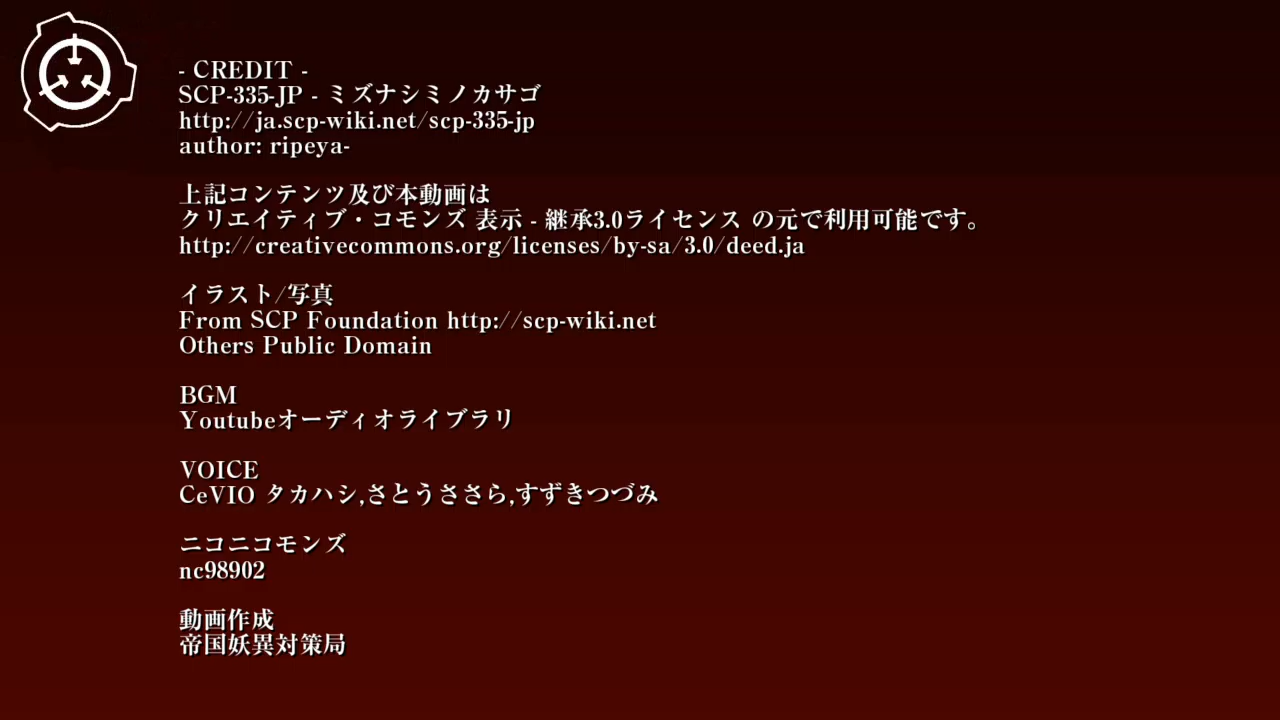 - CREDIT -
SCP-335-JP - ミズナシミノカサゴ
http://ja.scp-wiki.net/scp-335-jp
author: ripeya-
上記コンテンツ及び本動画は
クリエイティブ・コモンズ 表示 - 継承3.0ライセンス の元で利用可能です。
http://creativecommons.org/licenses/by-sa/3.0/deed.ja
イラスト/写真
From SCP Foundation http://scp-wiki.net
Others Public Domain
BGM
Youtubeオーディオライブラリ
VOICE
CeVIO タカハシ,さとうささら,すずきつづみ
ニコニコモンズ
nc98902
動画作成
帝国妖異対策局